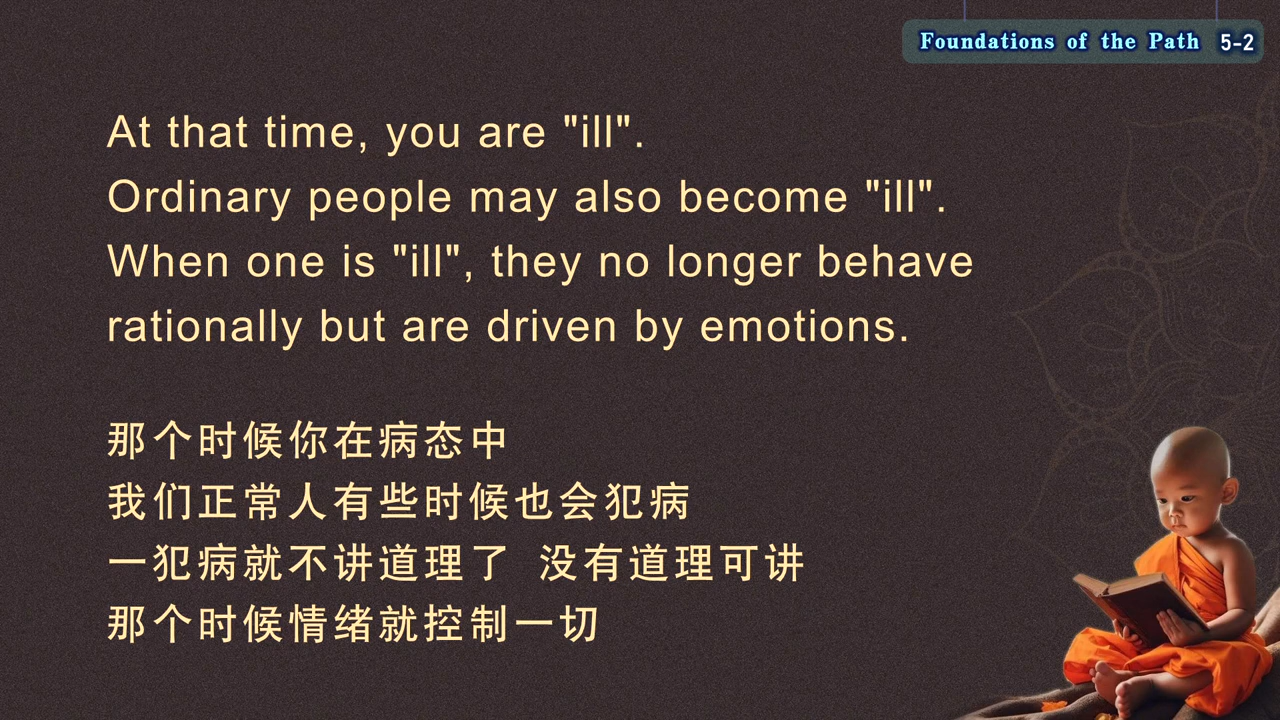 Foundations of the Path 5-2
At that time, you are "ill".
Ordinary people may also become "ill".
When one is "ill", they no longer behave
rationally but are driven by emotions.
那个时候你在病态中
我们正常人有些时候也会犯病
一犯病就不讲道理了 没有道理可讲
那个时候情绪就控制一切